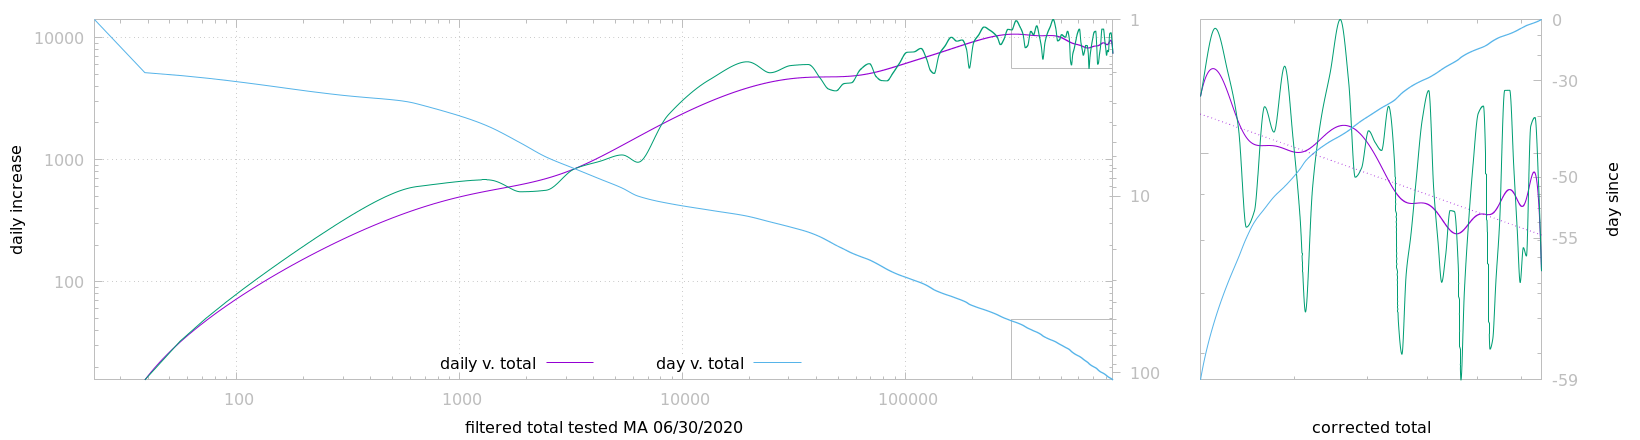 10000
1000
100
daily increase
100
1000
10000
100000
filtered total tested MA 06/30/2020
daily v. total
day v. total
1
10
100
0
-30
-50
-55
-59
day since
corrected total